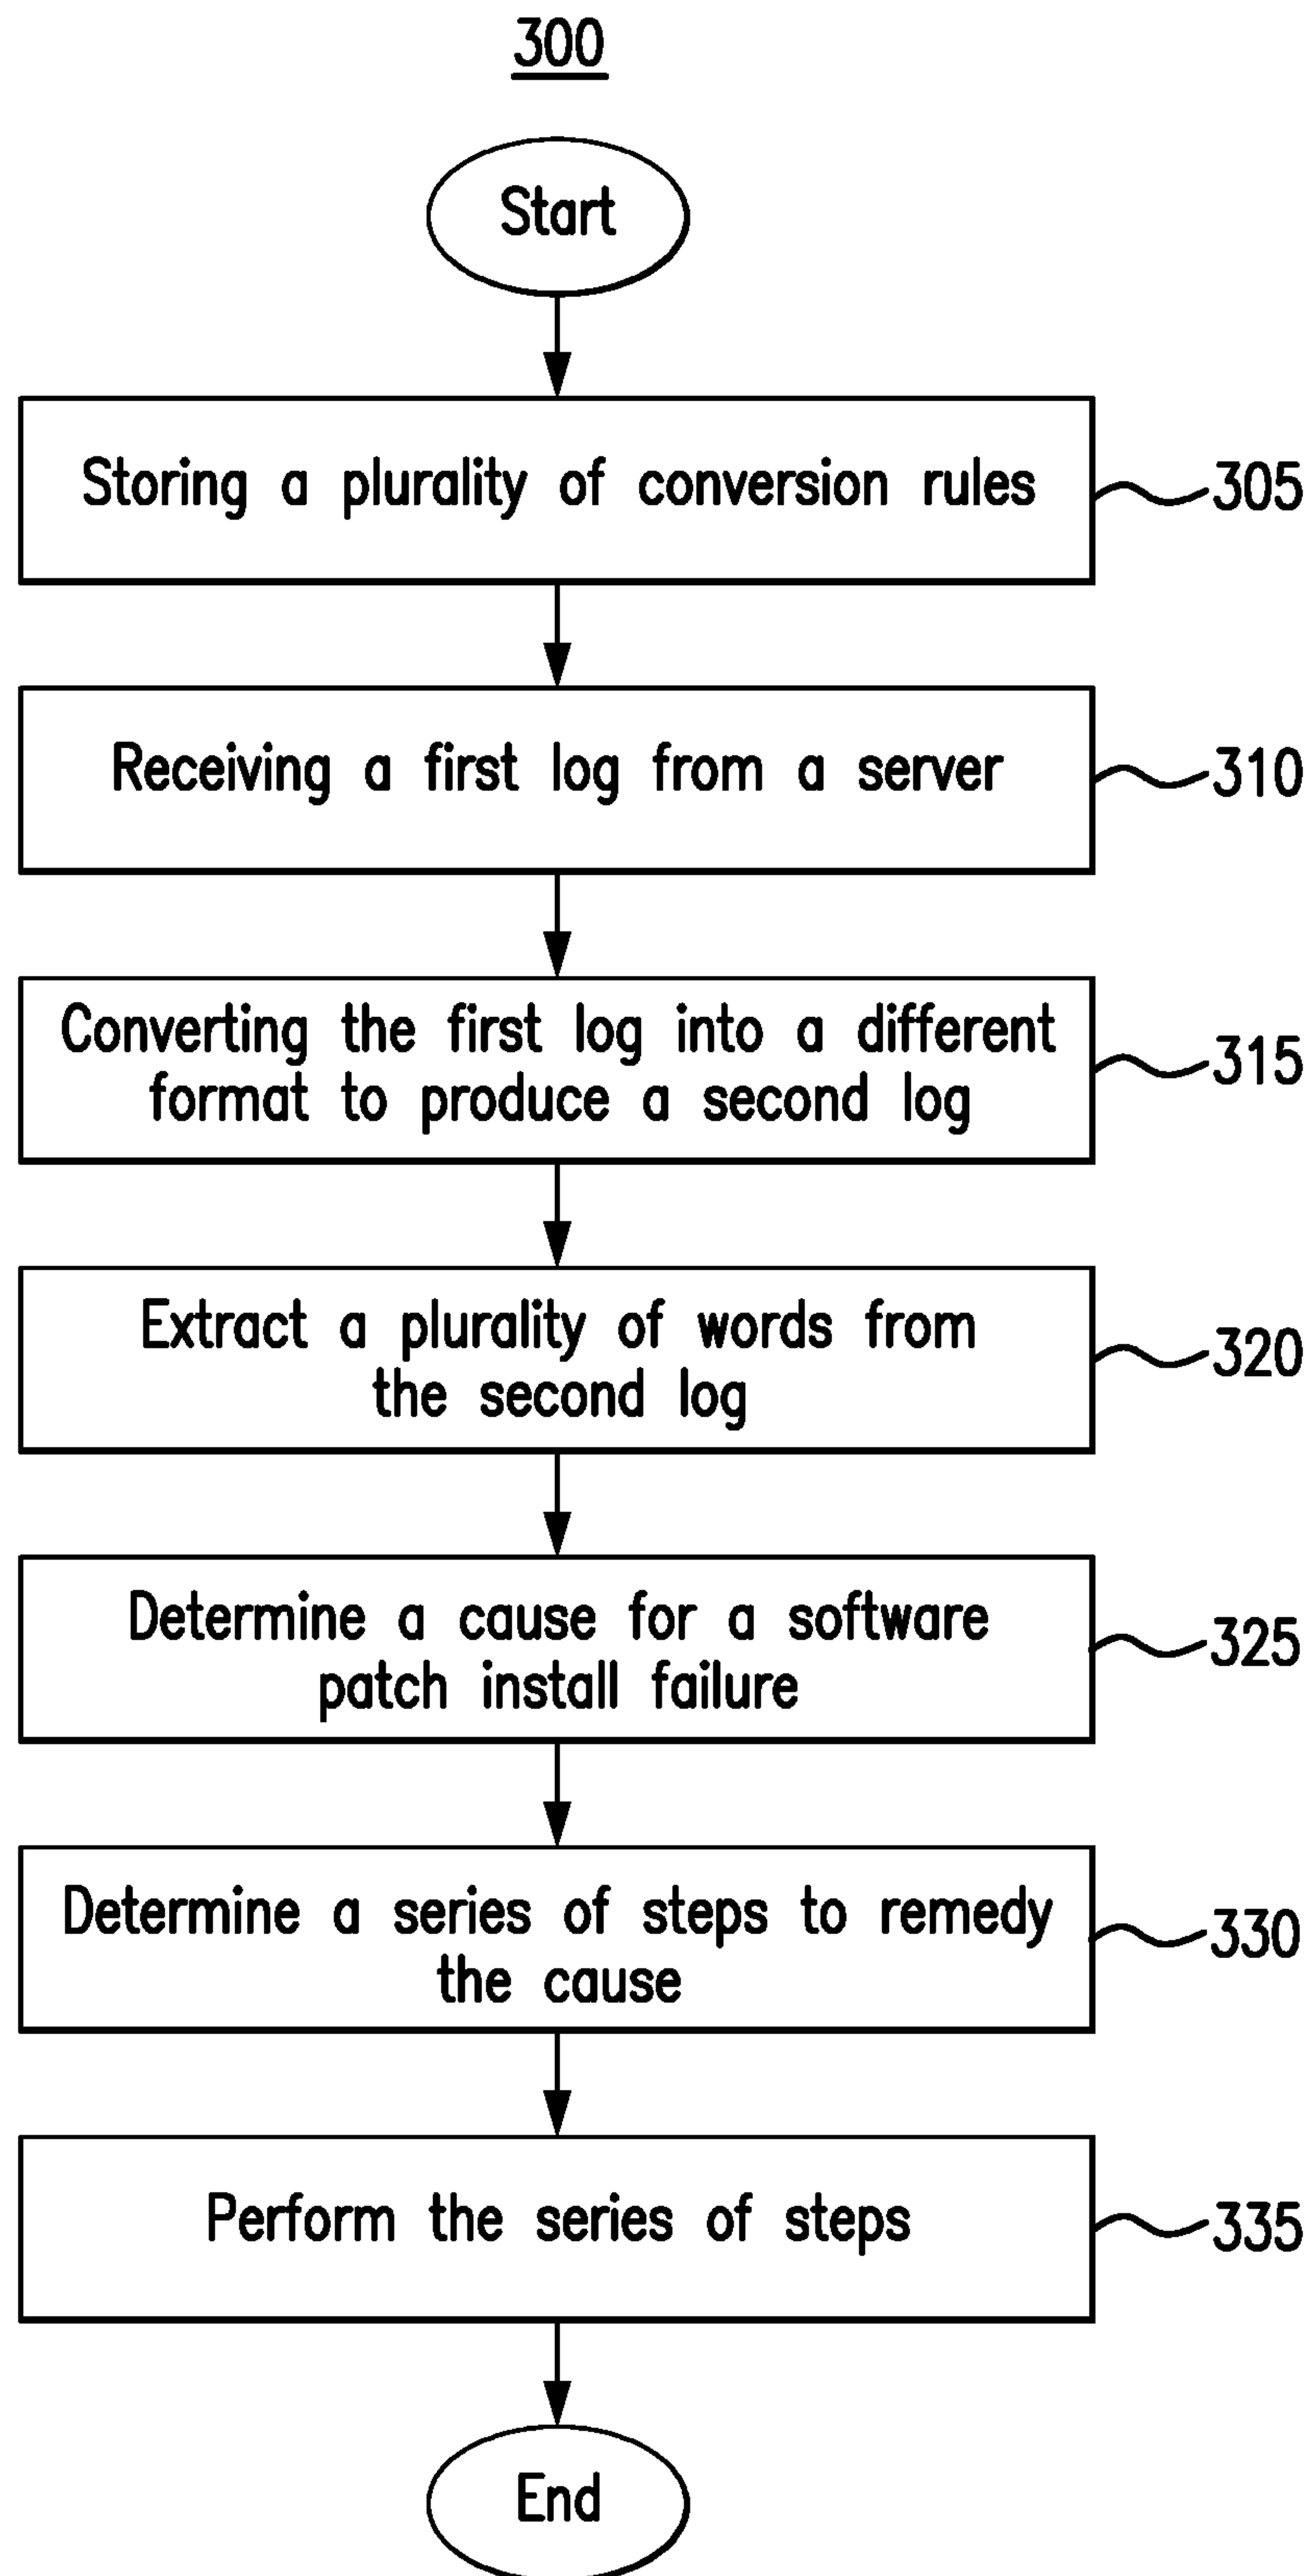 300
Start
Storing a plurality of conversion rules
305
Receiving a first log from a server
310
Converting the first log into a different
format to produce a second log
315
Extract a plurality of words from
the second log
320
Determine a cause for a software
patch install failure
325
Determine a series of steps to remedy
the cause
330
Perform the series of steps
335
End